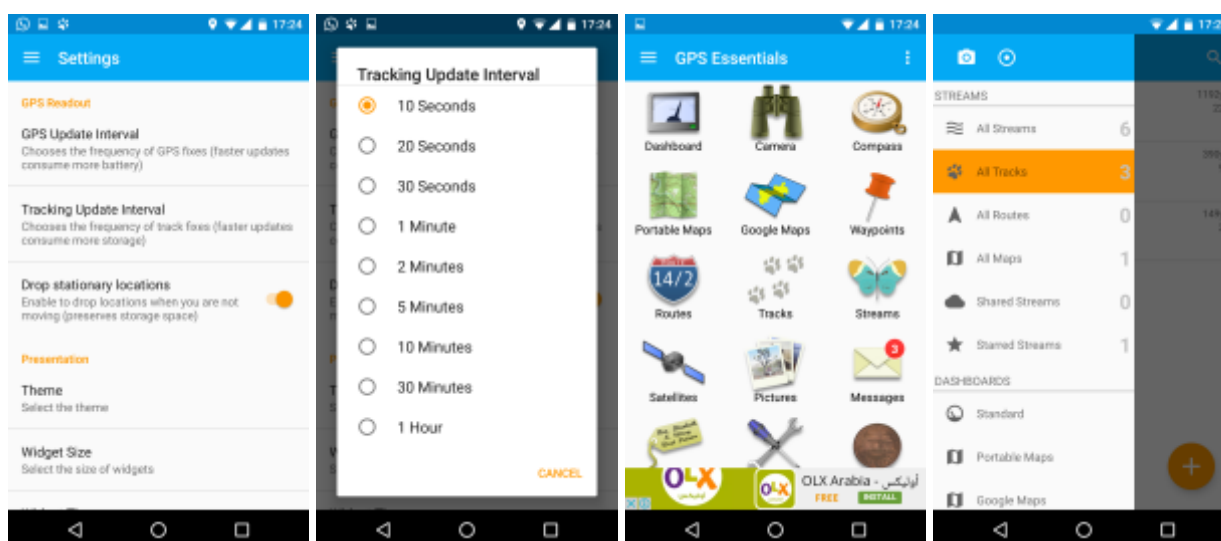 17:24
Settings
GPS Readout
GPS Update Interval
Chooses the frequency of GPS fixes (faster updates
consume more battery)
Tracking Update Interval
Chooses the frequency of track fixes (faster updates
consume more storage)
Drop stationary locations
Enable to drop locations when you are not
moving (preserves storage space)
Presentation
Theme
Select the theme
Widget Size
Select the size of widgets
17:24
Tracking Update Interval
10 Seconds
20 Seconds
30 Seconds
1 Minute
2 Minutes
5 Minutes
10 Minutes
30 Minutes
1 Hour
CANCEL
17:24
GPS Essentials
Dashboard
Camera
Compass
Portable Maps
Google Maps
Waypoints
14/2
Routes
Tracks
Streams
3
Satellites
Pictures
Messages
OLX
OLX
OLX Arabia - أوليكس
FREE
INSTALL
17:2
STREAMS
All Streams 6
All Tracks 3
All Routes 0
All Maps 1
Shared Streams 0
Starred Streams 1
DASHBOARDS
Standard
Portable Maps
Google Maps